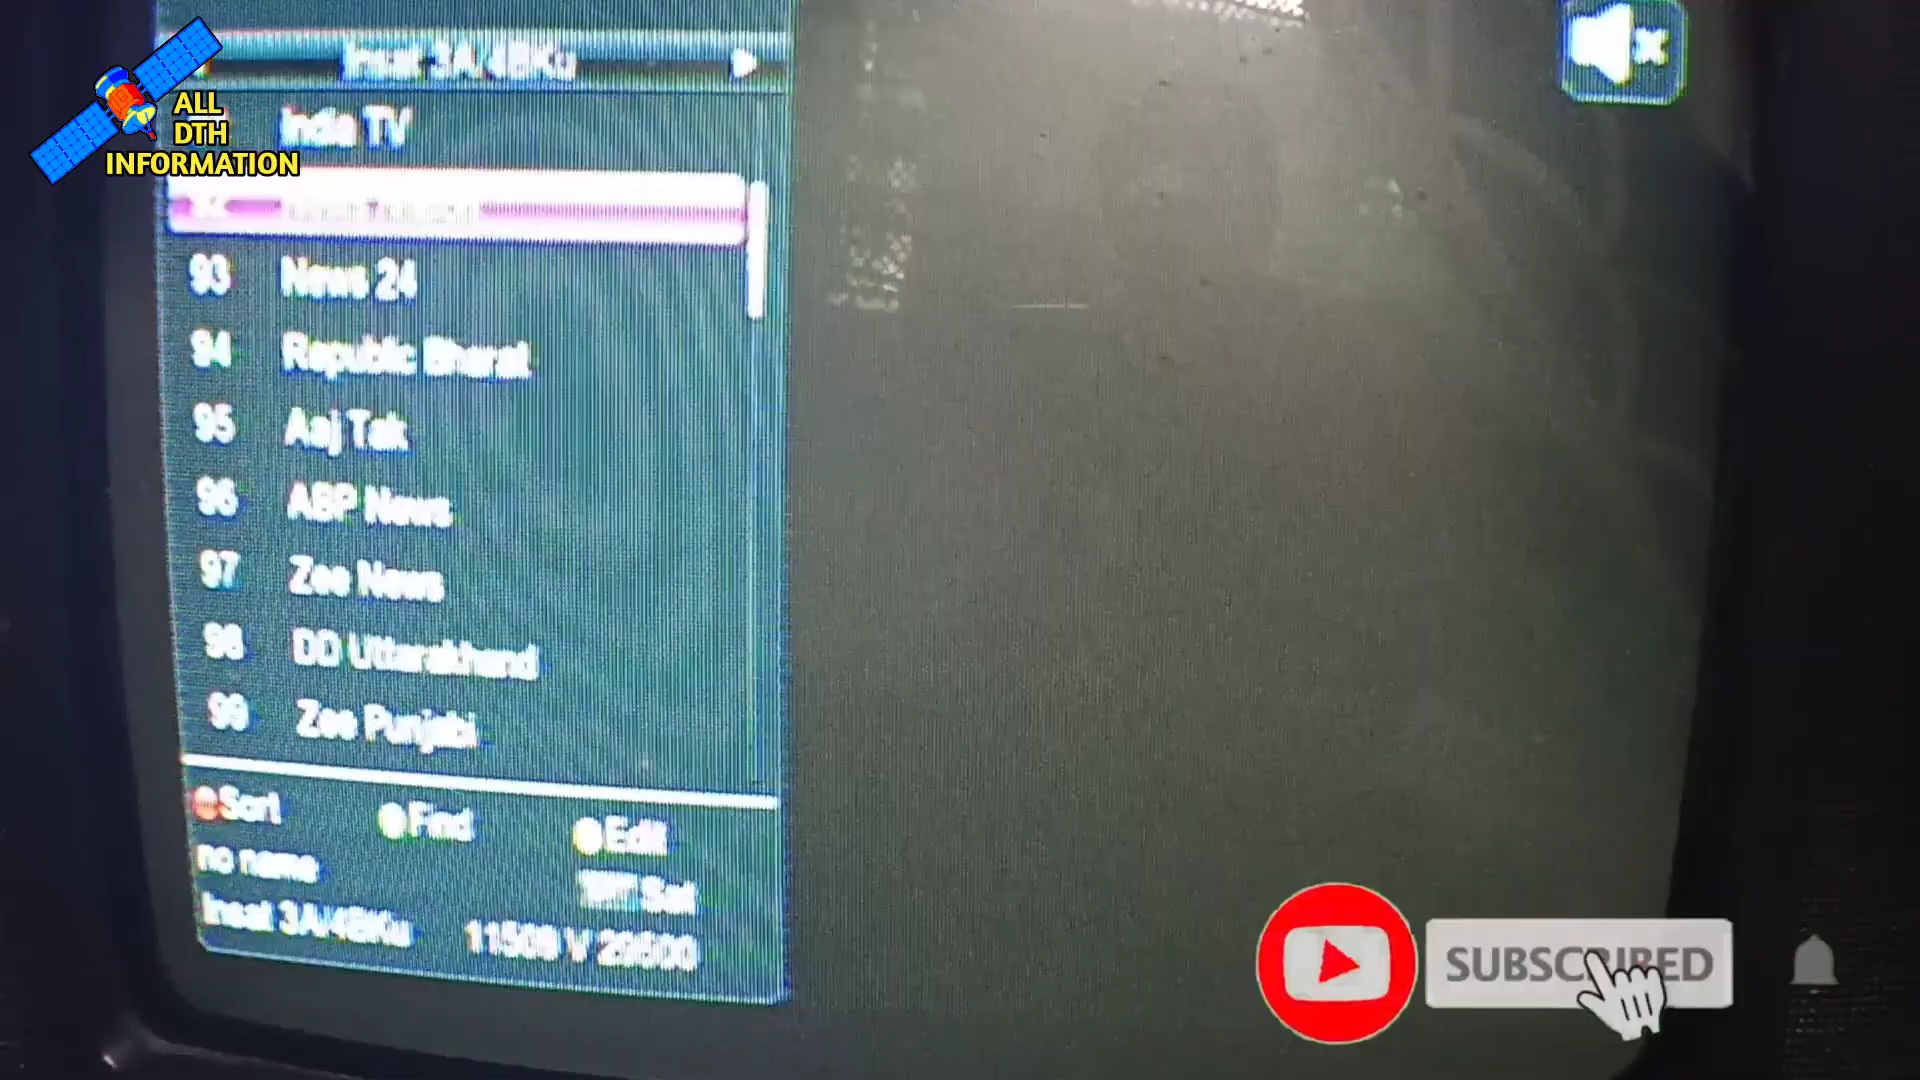 ALL
DTH
INFORMATION
Insat 3A/4BKu
India TV
92
93 News 24
94 Republic Bharat
95 Aaj Tak
96 ABP News
97 Zee News
98 DD Uttarakhand
99 Zee Punjabi
Sort Find Edit
no name
Sat
Insat 3A/4BKu 11509 V 29500
SUBSCRIBED